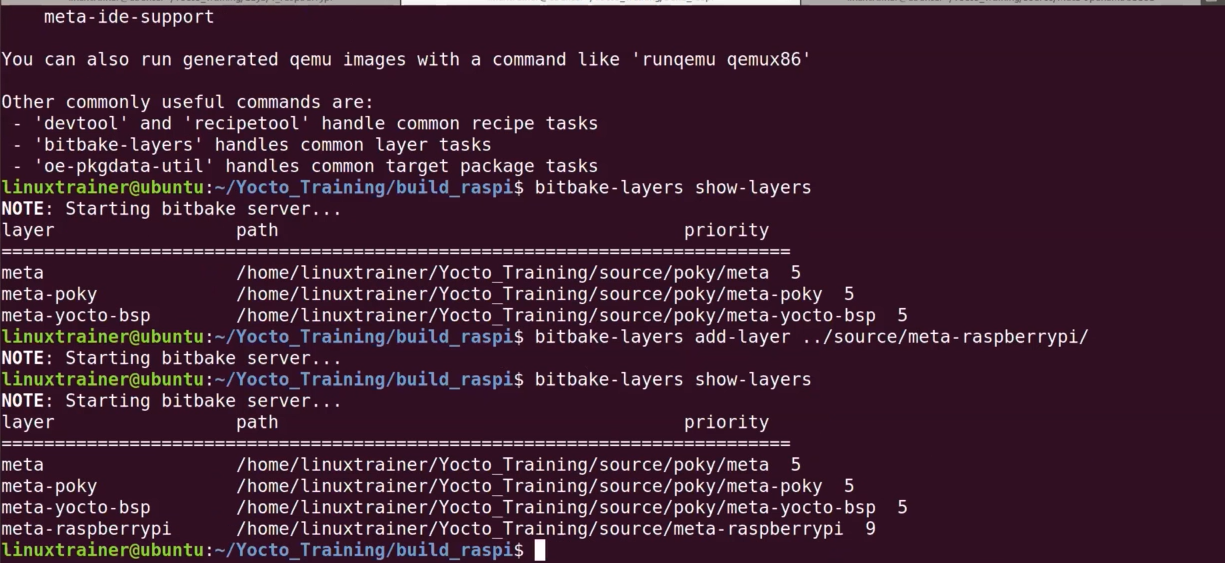 meta-ide-support
You can also run generated qemu images with a command like 'runqemu qemux86'
Other commonly useful commands are:
- 'devtool' and 'recipetool' handle common recipe tasks
- 'bitbake-layers' handles common layer tasks
- 'oe-pkgdata-util' handles common target package tasks
linuxtrainer@ubuntu:~/Yocto_Training/build_raspi$ bitbake-layers show-layers
NOTE: Starting bitbake server...
layer                 path                                      priority
==========================================================================
meta                  /home/linuxtrainer/Yocto_Training/source/poky/meta  5
meta-poky             /home/linuxtrainer/Yocto_Training/source/poky/meta-poky  5
meta-yocto-bsp        /home/linuxtrainer/Yocto_Training/source/poky/meta-yocto-bsp  5
linuxtrainer@ubuntu:~/Yocto_Training/build_raspi$ bitbake-layers add-layer ../source/meta-raspberrypi/
NOTE: Starting bitbake server...
linuxtrainer@ubuntu:~/Yocto_Training/build_raspi$ bitbake-layers show-layers
NOTE: Starting bitbake server...
layer                 path                                      priority
==========================================================================
meta                  /home/linuxtrainer/Yocto_Training/source/poky/meta  5
meta-poky             /home/linuxtrainer/Yocto_Training/source/poky/meta-poky  5
meta-yocto-bsp        /home/linuxtrainer/Yocto_Training/source/poky/meta-yocto-bsp  5
meta-raspberrypi      /home/linuxtrainer/Yocto_Training/source/meta-raspberrypi  9
linuxtrainer@ubuntu:~/Yocto_Training/build_raspi$